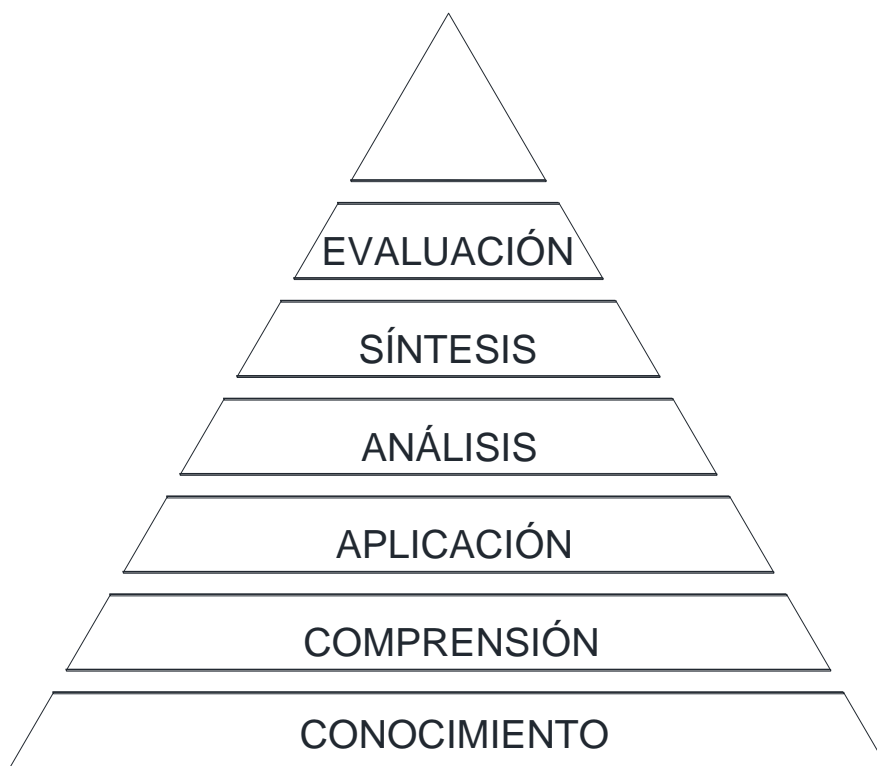 EVALUACIÓN
SÍNTESIS
ANÁLISIS
APLICACIÓN
COMPRENSIÓN
CONOCIMIENTO